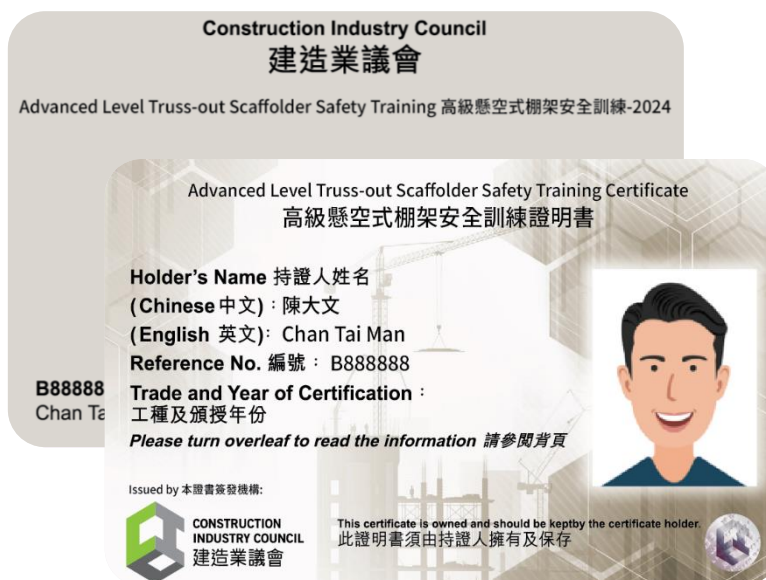 Construction Industry Council
建造業議會
Advanced Level Truss-out Scaffolder Safety Training 高級懸空式棚架安全訓練-2024
B88888
Chan Ta
Advanced Level Truss-out Scaffolder Safety Training Certificate
高級懸空式棚架安全訓練證明書
Holder's Name 持證人姓名
(Chinese中文)：陳大文
(English 英文)： Chan Tai Man
Reference No. 編號： B888888
Trade and Year of Certification：
工種及頒授年份
Please turn overleaf to read the information 請參閱背頁
Issued by 本證書簽發機構:
CONSTRUCTION
INDUSTRY COUNCIL
建造業議會
This certificate is owned and should be keptby the certificate holder.
此證明書須由持證人擁有及保存